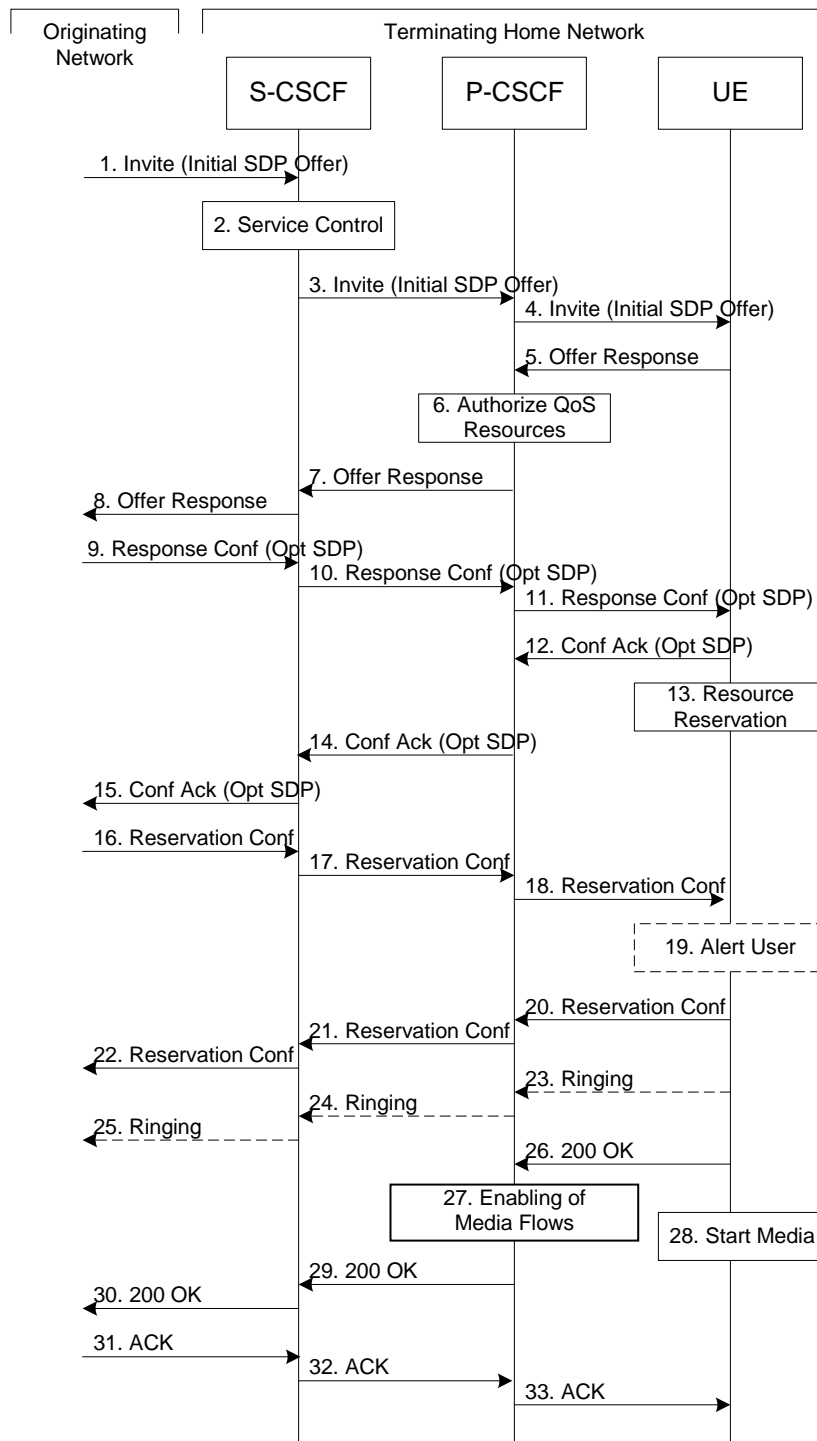 Originating
Network
Terminating Home Network
S-CSCF
P-CSCF
UE
1. Invite (Initial SDP Offer)
2. Service Control
3. Invite (Initial SDP Offer)
4. Invite (Initial SDP Offer)
5. Offer Response
6. Authorize QoS
Resources
7. Offer Response
8. Offer Response
9. Response Conf (Opt SDP)
10. Response Conf (Opt SDP)
11. Response Conf (Opt SDP)
12. Conf Ack (Opt SDP)
13. Resource
Reservation
14. Conf Ack (Opt SDP)
15. Conf Ack (Opt SDP)
16. Reservation Conf
17. Reservation Conf
18. Reservation Conf
19. Alert User
20. Reservation Conf
21. Reservation Conf
22. Reservation Conf
23. Ringing
24. Ringing
25. Ringing
26. 200 OK
27. Enabling of
Media Flows
28. Start Media
29. 200 OK
30. 200 OK
31. ACK
32. ACK
33. ACK